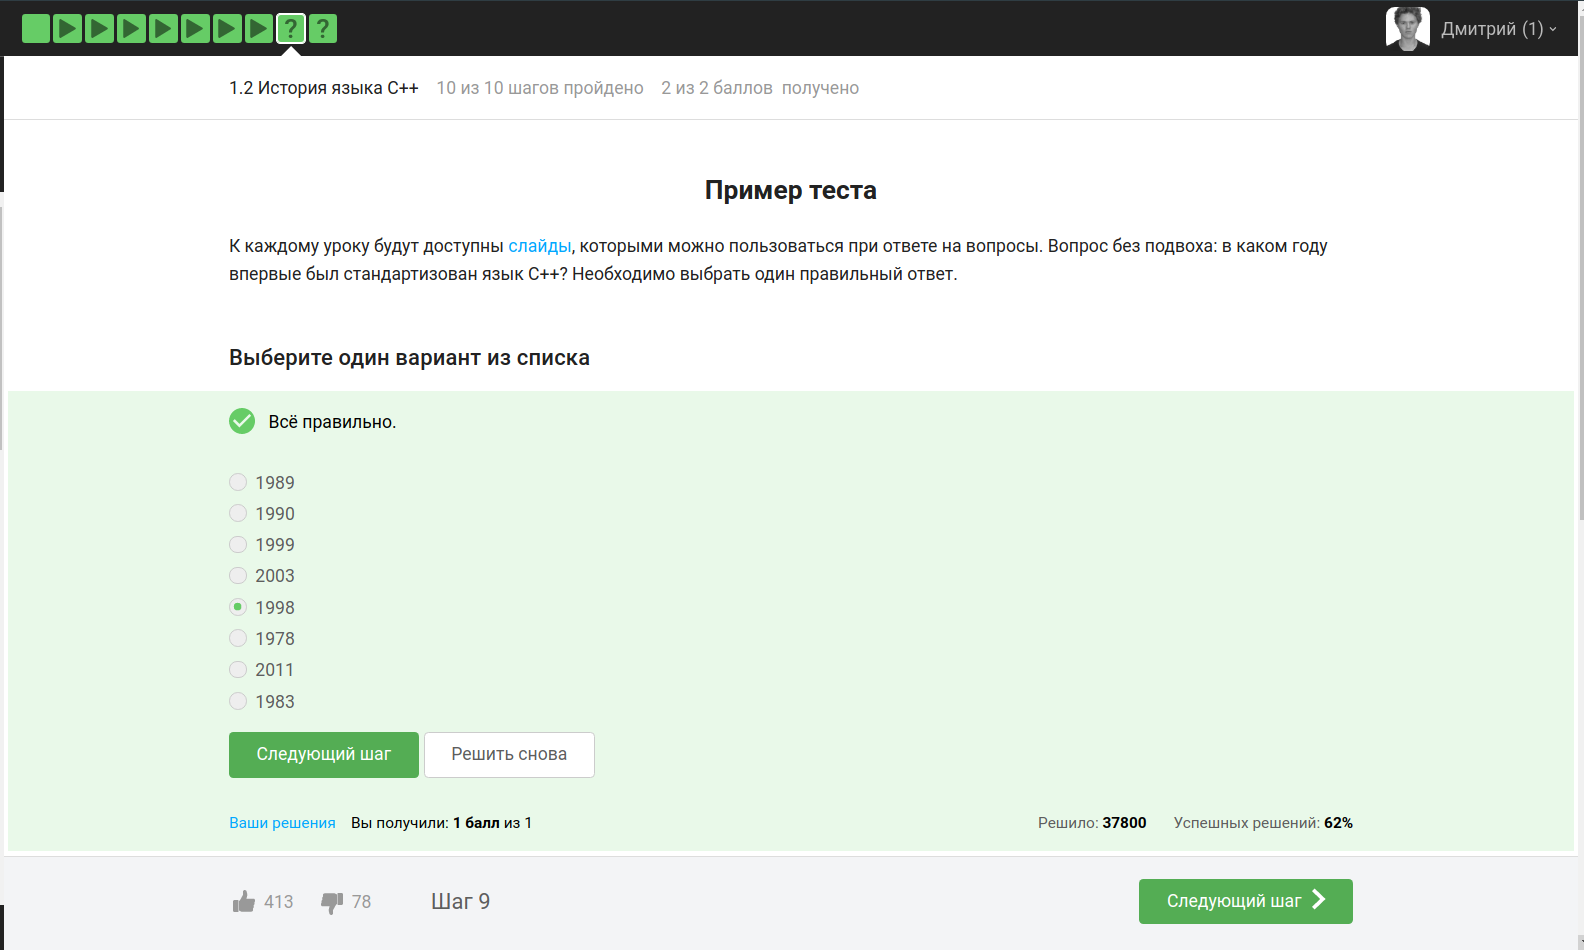 ? ?
Дмитрий (1)
1.2 История языка C++ 10 из 10 шагов пройдено 2 из 2 баллов получено
Пример теста
К каждому уроку будут доступны слайды, которыми можно пользоваться при ответе на вопросы. Вопрос без подвоха: в каком году
впервые был стандартизован язык C++? Необходимо выбрать один правильный ответ.
Выберите один вариант из списка
Всё правильно.
1989
1990
1999
2003
1998
1978
2011
1983
Следующий шаг Решить снова
Ваши решения Вы получили: 1 балл из 1 Решило: 37800 Успешных решений: 62%
413 78 Шаг 9 Следующий шаг